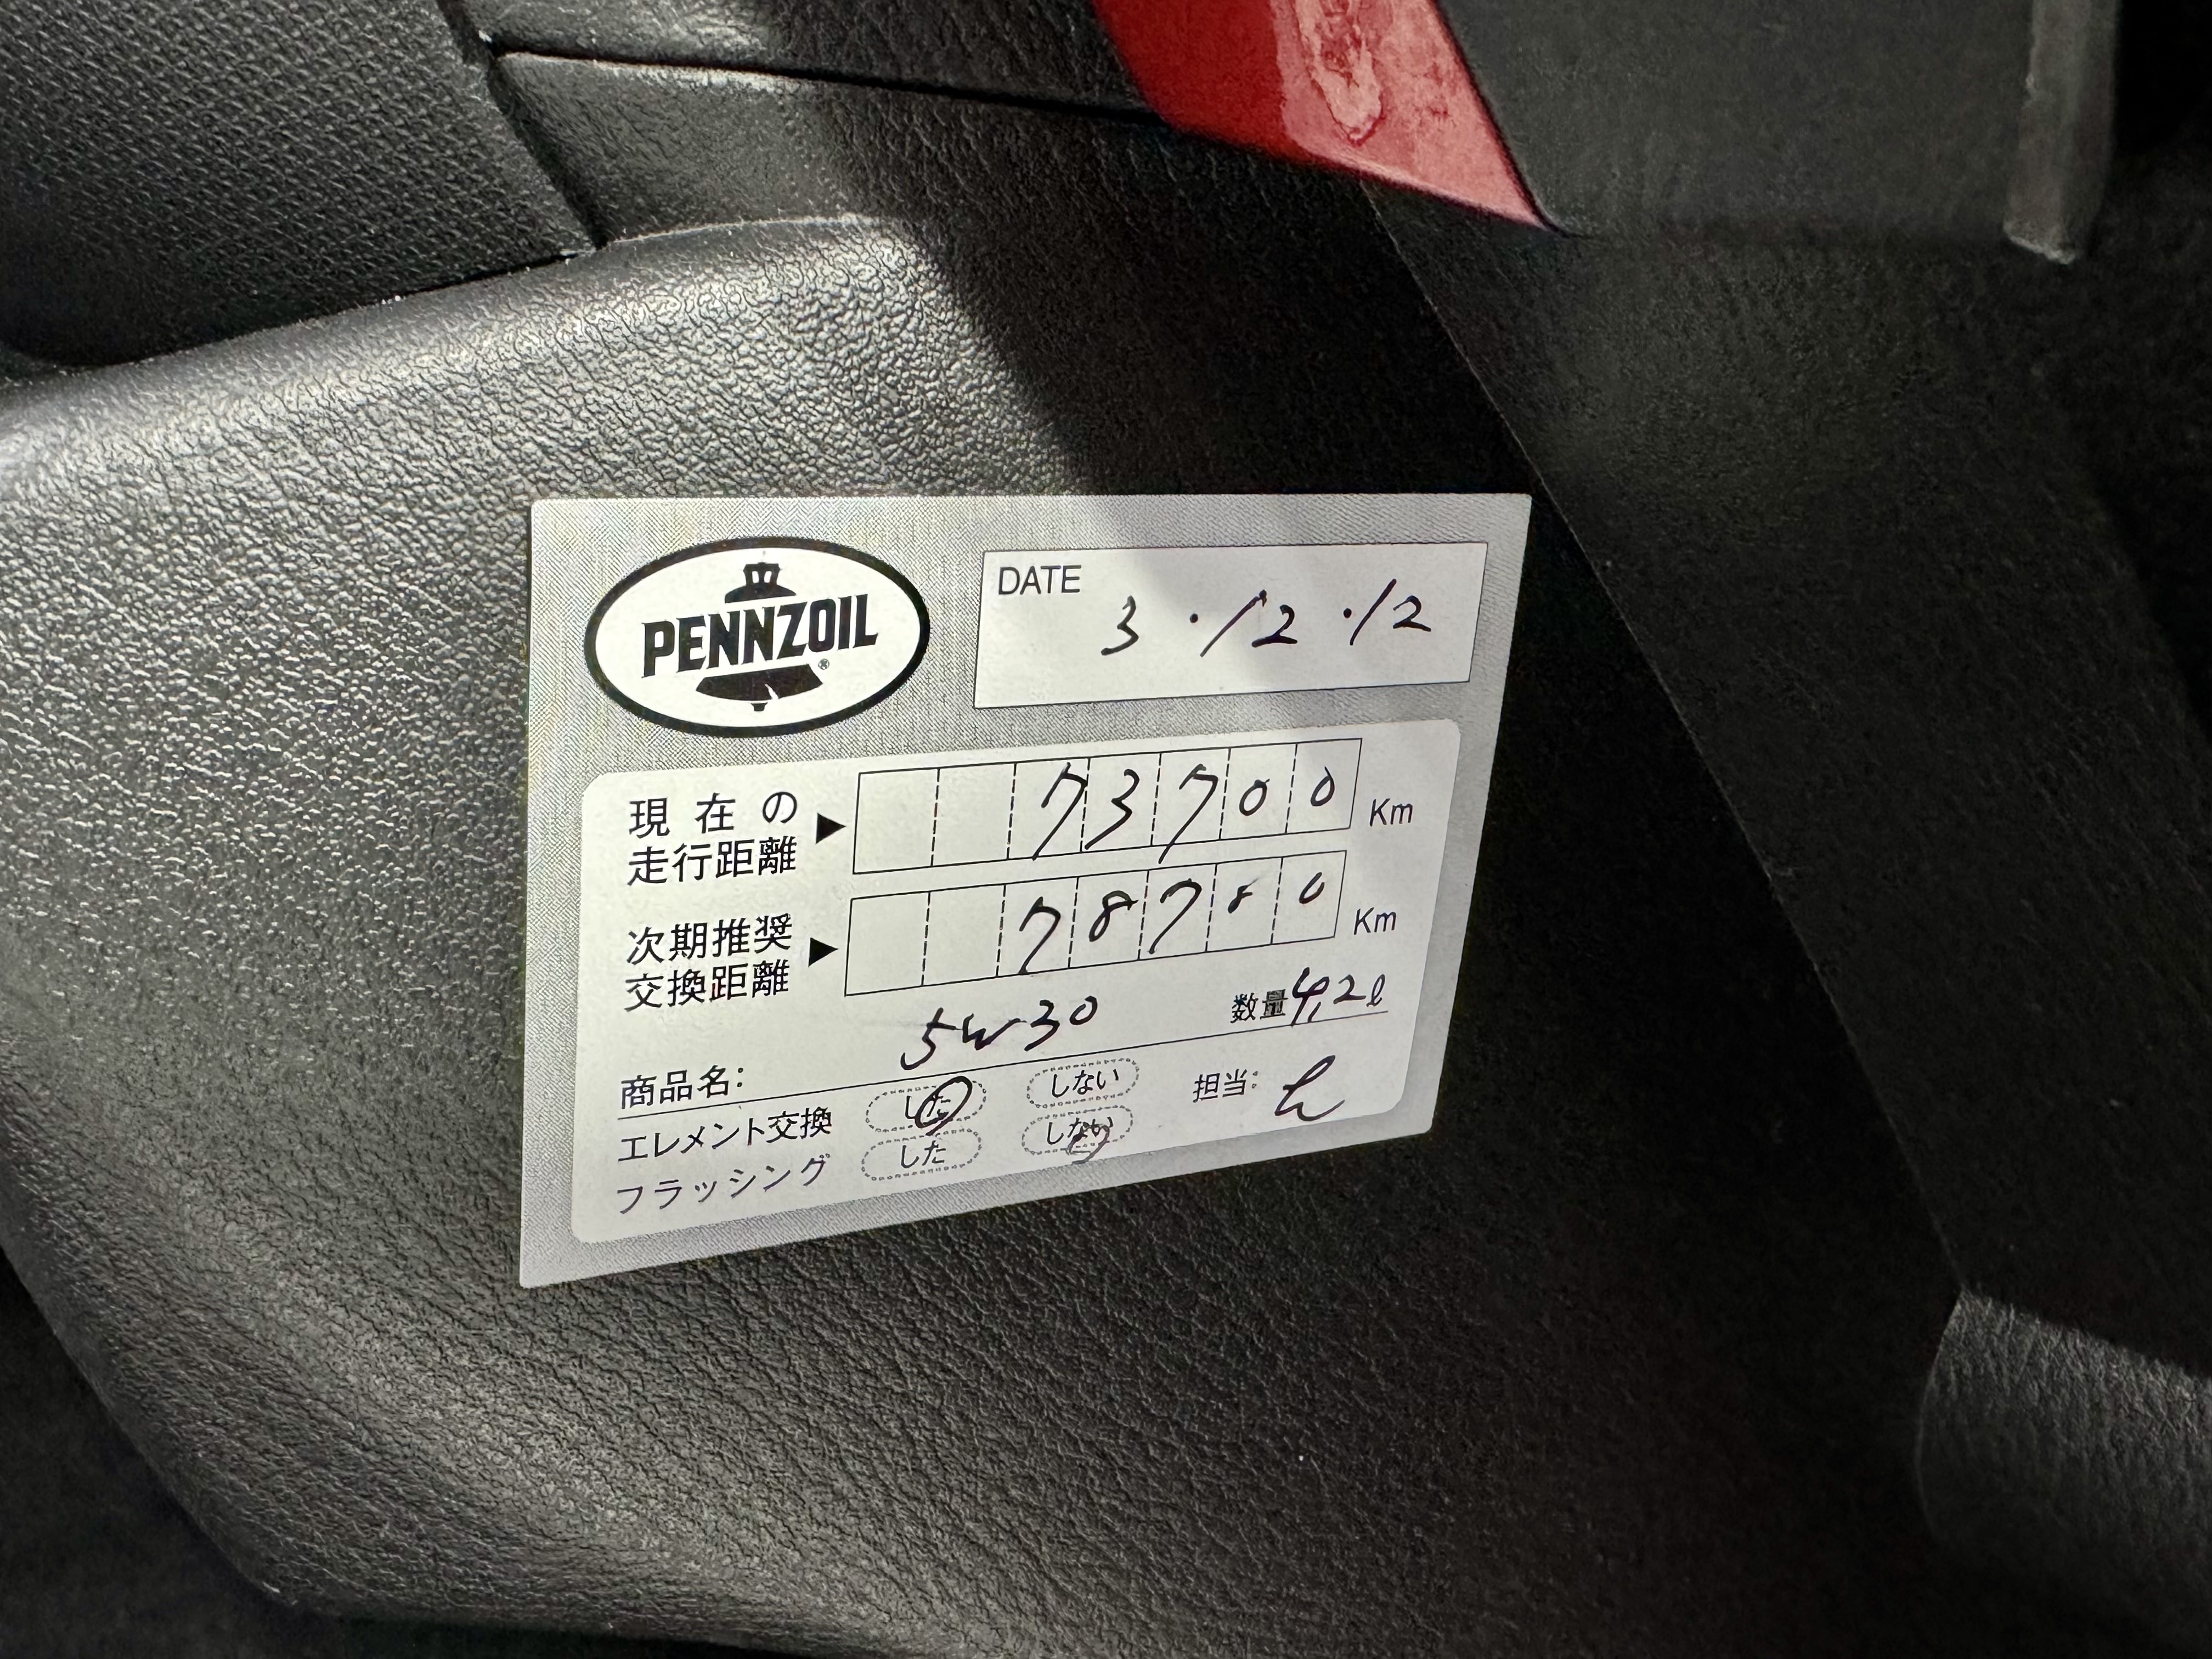 PENNZOIL®
DATE 3・12・12
現在の走行距離 ▶ 73700 Km
次期推奨交換距離 ▶ 78700 Km
商品名: 5W30 数量 4,2ℓ
エレメント交換 した しない 担当:
フラッシング した しない